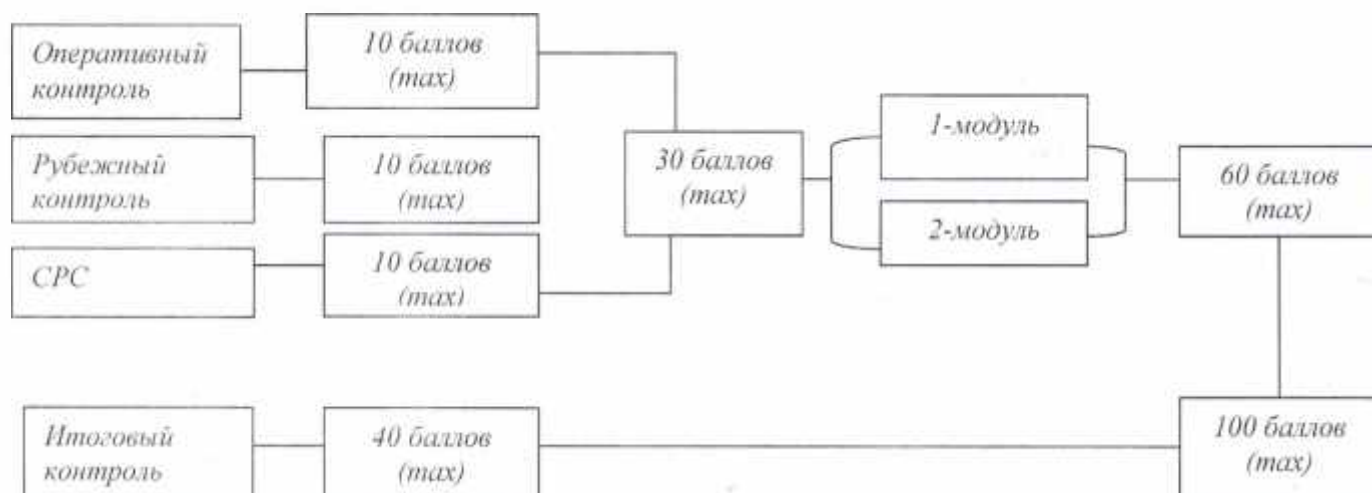 Оперативный
контроль
10 баллов
(max)
Рубежный
контроль
10 баллов
(max)
СРС
10 баллов
(max)
30 баллов
(max)
1-модуль
2-модуль
60 баллов
(max)
Итоговый
контроль
40 баллов
(max)
100 баллов
(max)